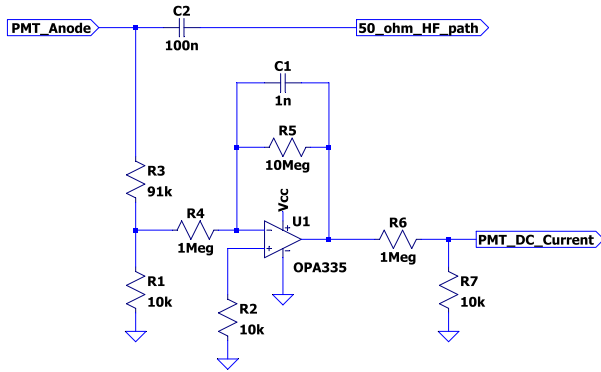 PMT_Anode
C2
100n
50_ohm_HF_path
C1
1n
R5
10Meg
R3
91k
R4
1Meg
Vcc
U1
OPA335
R6
1Meg
PMT_DC_Current
R1
10k
R2
10k
R7
10k